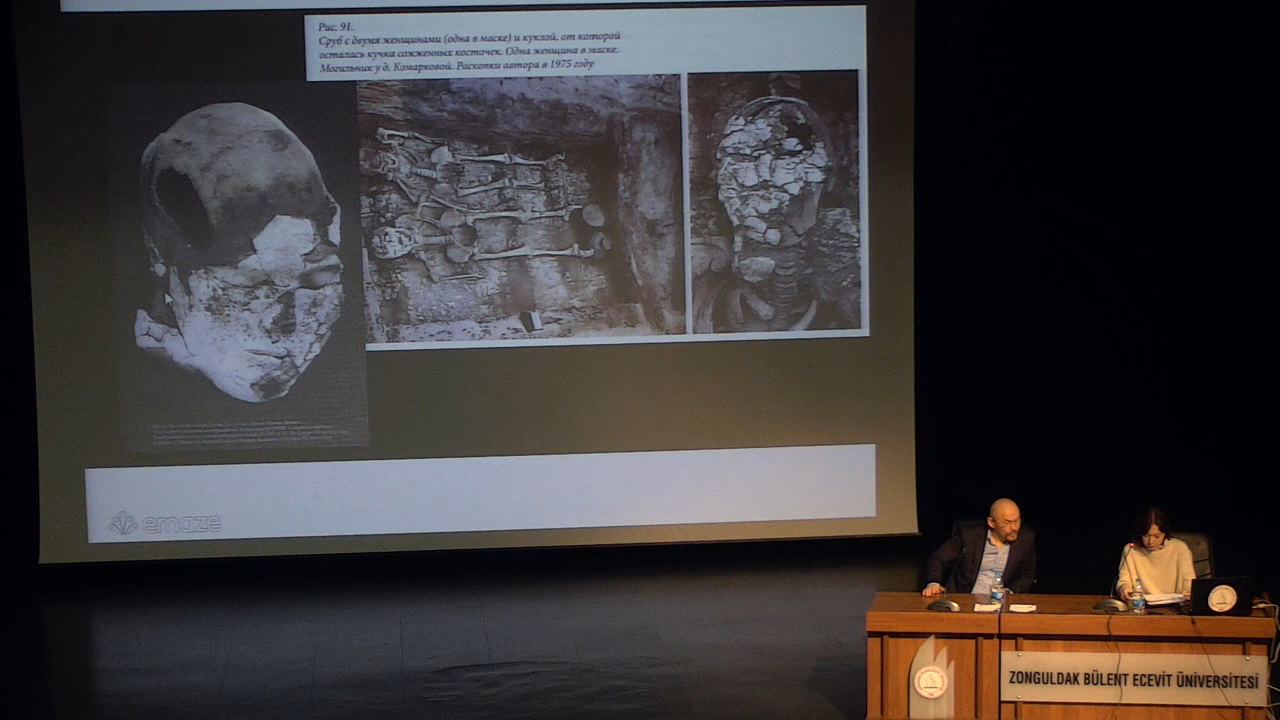 Рис. 91.
Сруб с двумя женщинами (одна в маске) и куклой, от которой
осталась кучка сожженных косточек. Одна женщина в маске.
Могильник у д. Комарковой. Раскопки автора в 1975 году
emaze
ZONGULDAK BÜLENT ECEVİT ÜNİVERSİTESİ